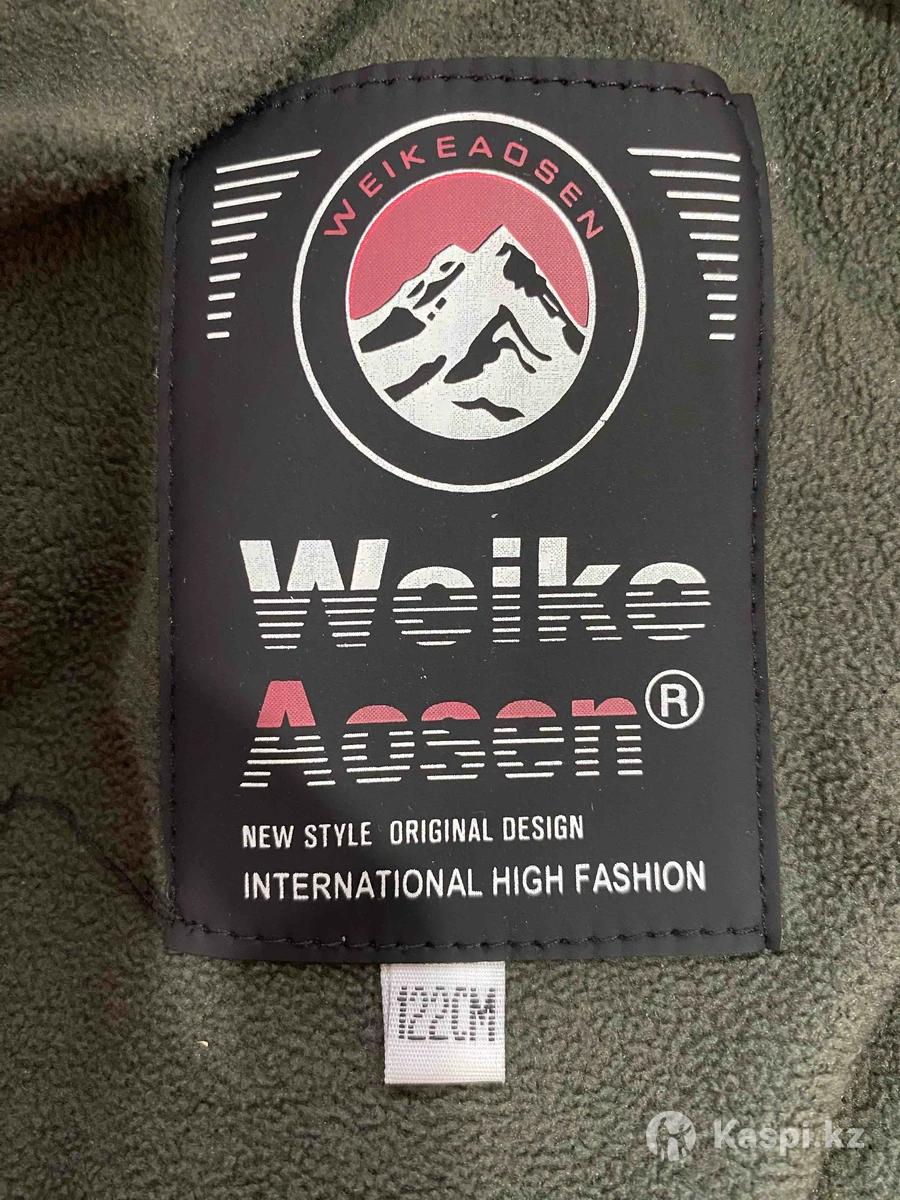 WEIKEAOSEN
Weike
Aosen®
NEW STYLE ORIGINAL DESIGN
INTERNATIONAL HIGH FASHION
122CM
Kaspi.kz